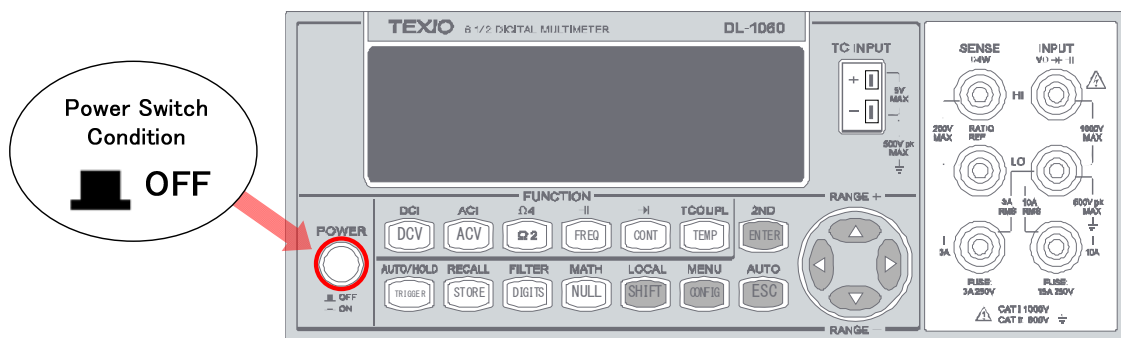 Power Switch
Condition
OFF
TEXIO 6 1/2 DIGITAL MULTIMETER DL-1060
TC INPUT
+
−
5V
MAX
500V pk
MAX
SENSE
INPUT
HI
200V
MAX
RATIO
REF
1000V
MAX
LO
3A
RMS
10A
RMS
500V pk
MAX
3A
10A
FUSE:
3A 250V
FUSE:
15A 250V
CAT I 1000V
CAT II 600V
FUNCTION
DCI ACI Ω4 TCOUPL 2ND
DCV ACV Ω2 FREQ CONT TEMP ENTER
POWER
OFF
ON
AUTO/HOLD RECALL FILTER MATH LOCAL MENU AUTO
TRIGGER STORE DIGITS NULL SHIFT CONFIG ESC
RANGE +
RANGE −